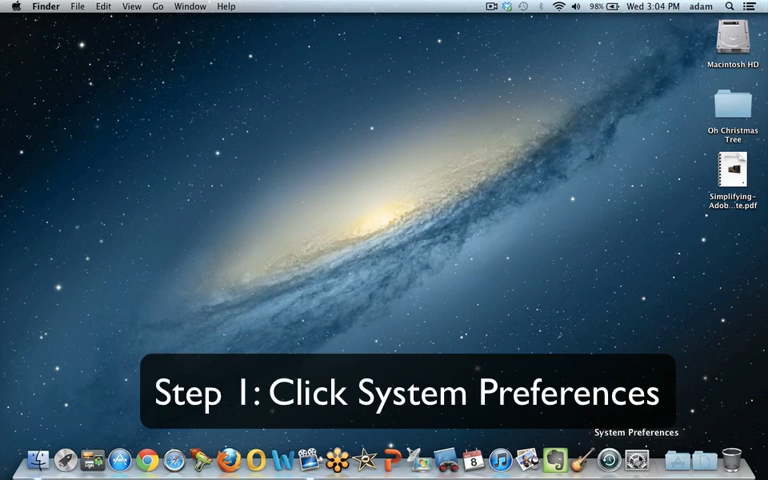 Finder File Edit View Go Window Help 98% Wed 3:04 PM adam
Macintosh HD
Oh Christmas
Tree
Simplifying-
Adob...te.pdf
Step 1: Click System Preferences
System Preferences
8